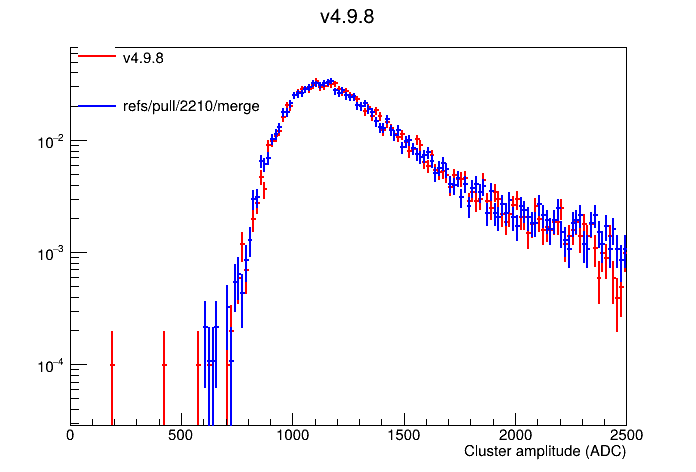 v4.9.8
v4.9.8
refs/pull/2210/merge
10⁻²
10⁻³
10⁻⁴
0 500 1000 1500 2000 2500
Cluster amplitude (ADC)